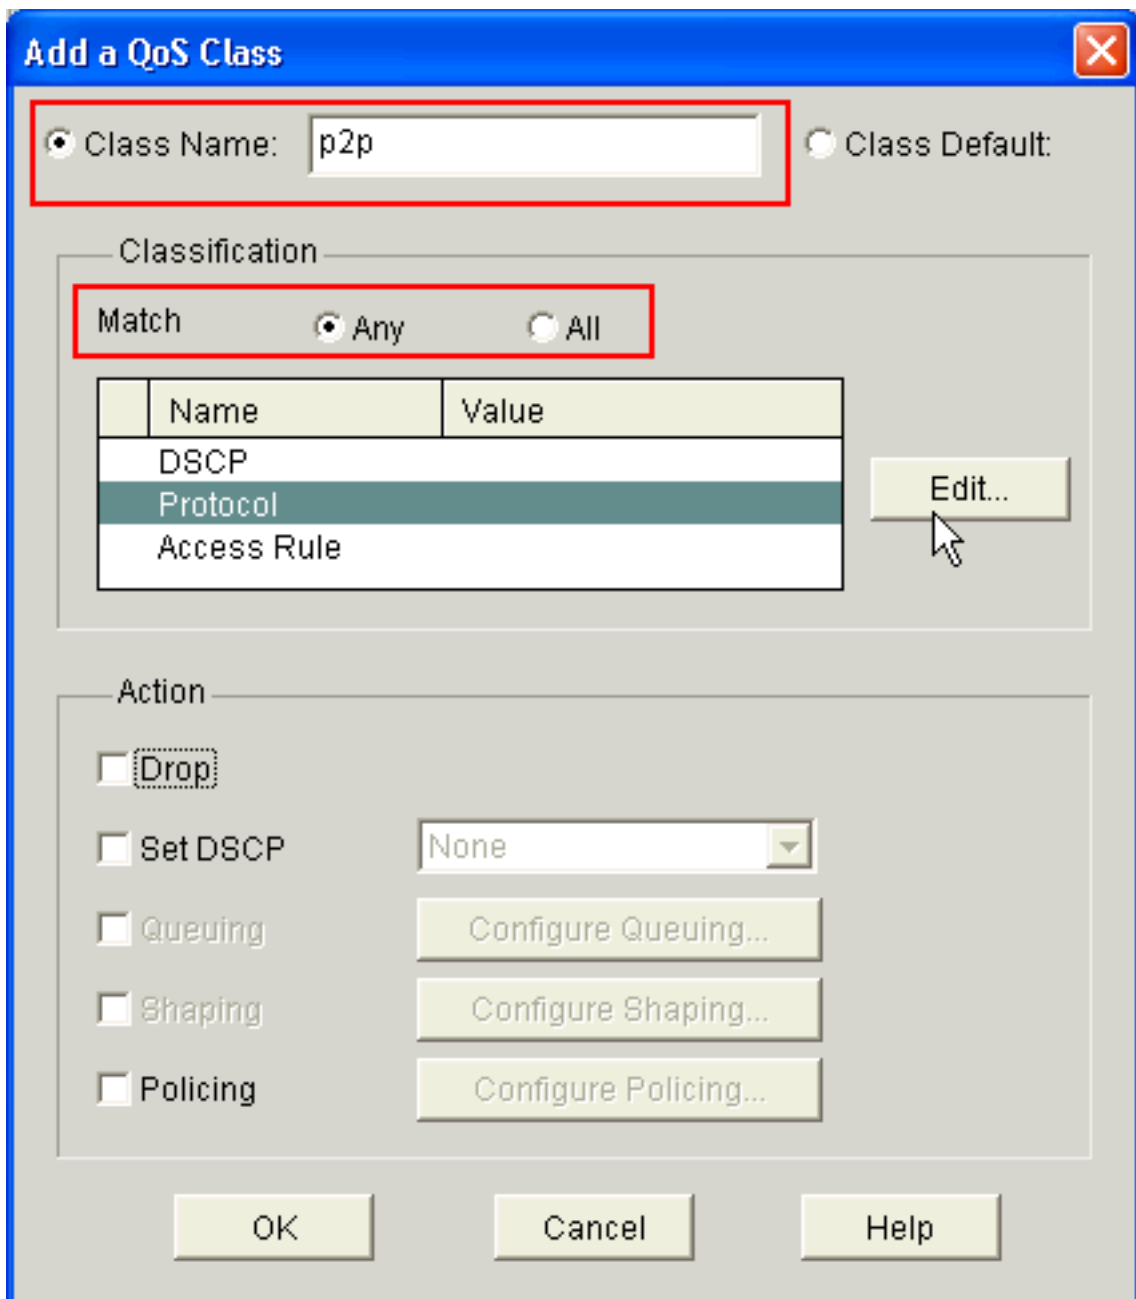 Add a QoS Class
Class Name: p2p Class Default:
Classification
Match Any All
Name Value
DSCP
Protocol
Edit...
Access Rule
Action
Drop
Set DSCP None
Queuing Configure Queuing...
Shaping Configure Shaping...
Policing Configure Policing...
OK Cancel Help